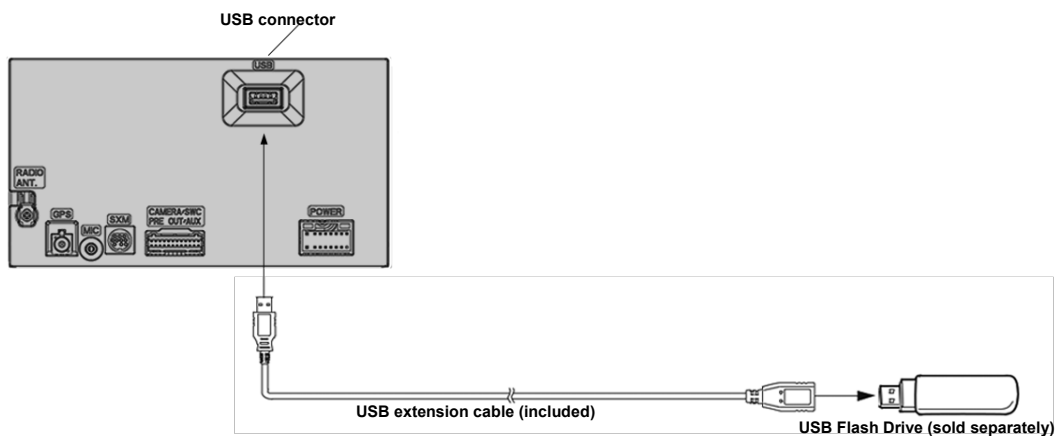 USB connector
USB
RADIO
ANT.
GPS
MIC
SXM
CAMERA/SWC
PRE OUT/AUX
POWER
USB extension cable (included)
USB Flash Drive (sold separately)